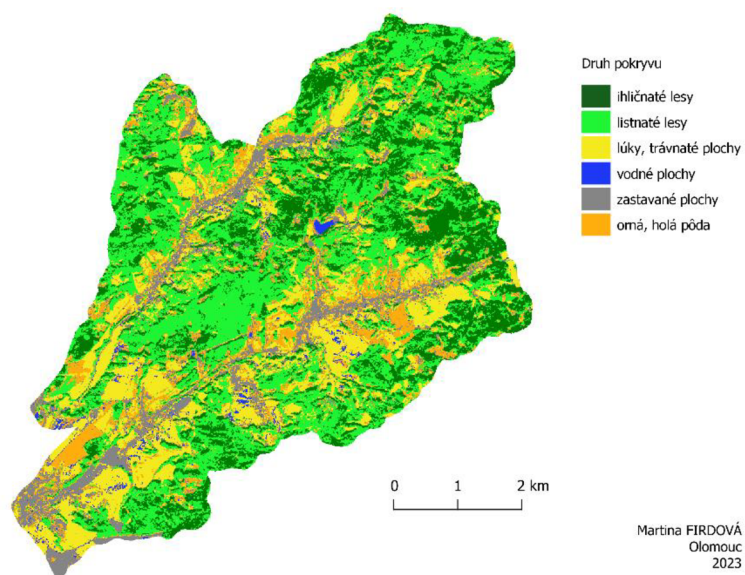 Druh pokryvu
ihličnaté lesy
listnaté lesy
lúky, trávnaté plochy
vodné plochy
zastavané plochy
orná, holá pôda
0 1 2 km
Martina FIRDOVÁ
Olomouc
2023